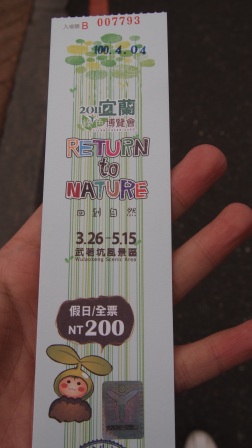 入場券B 007793
100.4.04
2011宜蘭
綠色博覽會
RETURN
to
NATURE
回到自然
3.26-5.15
武荖坑風景區
Wulaokeng Scenic Area
假日/全票
NT200